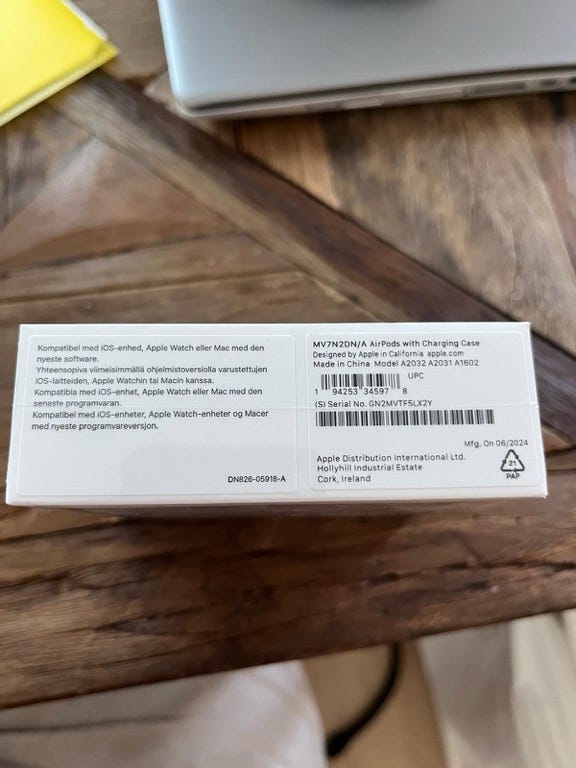 Kompatibel med iOS-enhed, Apple Watch eller Mac med den
nyeste software.
Yhteensopiva viimeisimmällä ohjelmistoversiolla varustettujen
iOS-laitteiden, Apple Watchin tai Macin kanssa.
Kompatibla med iOS-enhet, Apple Watch eller Mac med den
senaste programvaran.
Kompatibel med iOS-enheter, Apple Watch-enheter og Macer
med nyeste programvareversjon.
DN826-05918-A
MV7N2DN/A AirPods with Charging Case
Designed by Apple in California apple.com
Made in China Model A2032 A2031 A1602
UPC
1 94253 34597 8
(S) Serial No. GN2MVTF5LX2Y
Mfg. On 06/2024
Apple Distribution International Ltd.
Hollyhill Industrial Estate
Cork, Ireland
21
PAP